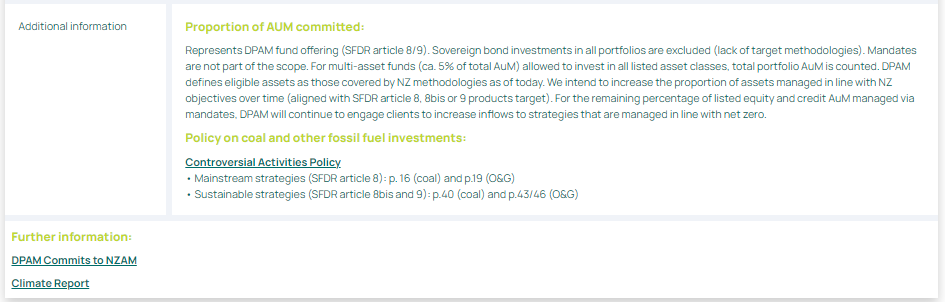 Additional information
Proportion of AUM committed:
Represents DPAM fund offering (SFDR article 8/9). Sovereign bond investments in all portfolios are excluded (lack of target methodologies). Mandates
are not part of the scope. For multi-asset funds (ca. 5% of total AuM) allowed to invest in all listed asset classes, total portfolio AuM is counted. DPAM
defines eligible assets as those covered by NZ methodologies as of today. We intend to increase the proportion of assets managed in line with NZ
objectives over time (aligned with SFDR article 8, 8bis or 9 products target). For the remaining percentage of listed equity and credit AuM managed via
mandates, DPAM will continue to engage clients to increase inflows to strategies that are managed in line with net zero.
Policy on coal and other fossil fuel investments:
Controversial Activities Policy
• Mainstream strategies (SFDR article 8): p. 16 (coal) and p.19 (O&G)
• Sustainable strategies (SFDR article 8bis and 9): p.40 (coal) and p.43/46 (O&G)
Further information:
DPAM Commits to NZAM
Climate Report